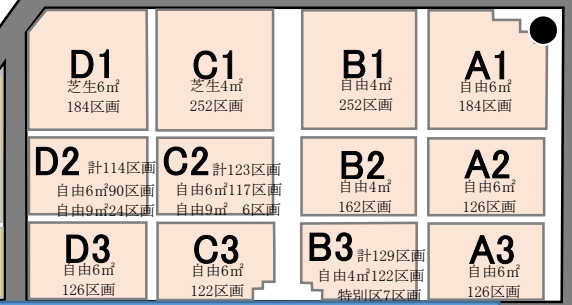 D1
芝生6㎡
184区画
C1
芝生4㎡
252区画
B1
自由4㎡
252区画
A1
自由6㎡
184区画
D2 計114区画
自由6㎡90区画
自由9㎡24区画
C2 計123区画
自由6㎡117区画
自由9㎡ 6区画
B2
自由4㎡
162区画
A2
自由6㎡
126区画
D3
自由6㎡
126区画
C3
自由6㎡
122区画
B3 計129区画
自由4㎡122区画
特別区7区画
A3
自由6㎡
126区画